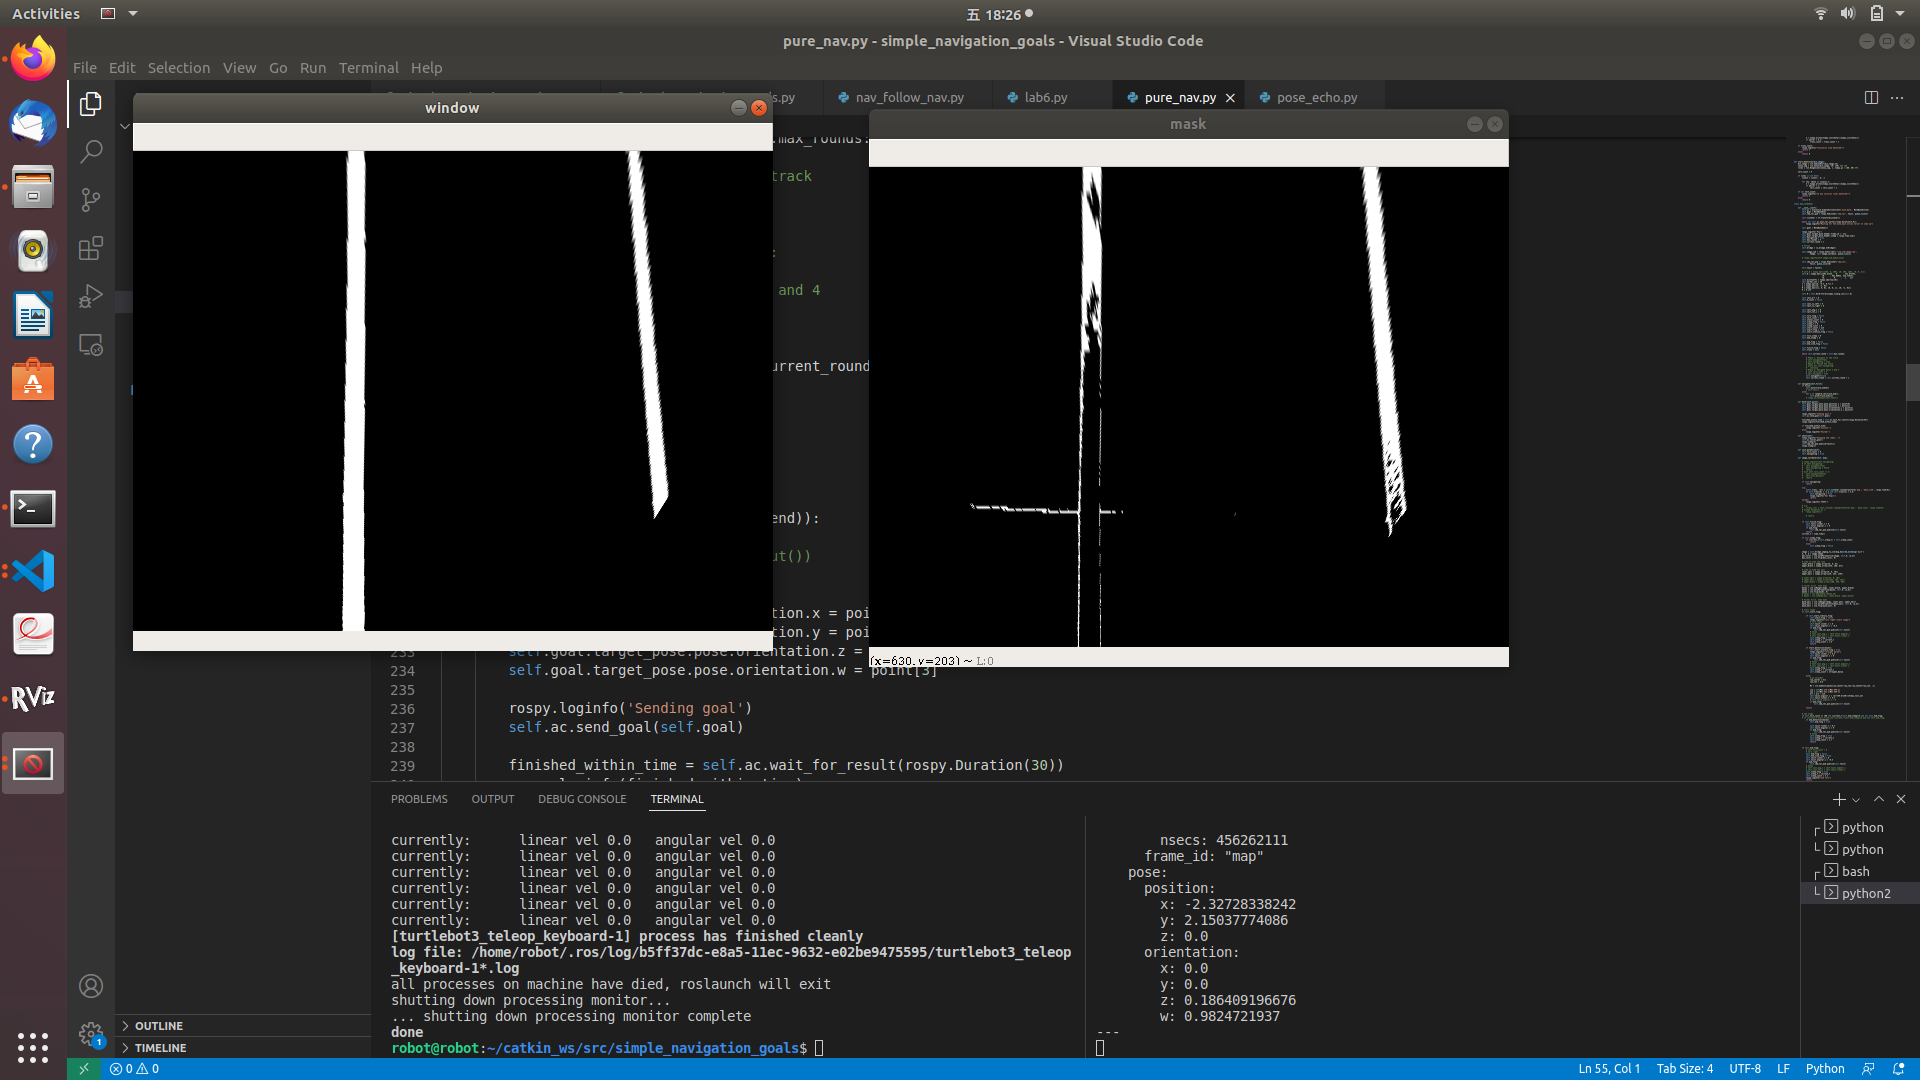 Activities
五 18:26
pure_nav.py - simple_navigation_goals - Visual Studio Code
File Edit Selection View Go Run Terminal Help
s.py
nav_follow_nav.py
lab6.py
pure_nav.py
pose_echo.py
window
mask
max_rounds:
track
:
and 4
urrent_round
end)):
ut())
tion.x = poi
tion.y = poi
233 self.goal.target_pose.pose.orientation.z =
234 self.goal.target_pose.pose.orientation.w = point[3]
235
236 rospy.loginfo('Sending goal')
237 self.ac.send_goal(self.goal)
238
239 finished_within_time = self.ac.wait_for_result(rospy.Duration(30))
(x=630, y=203) ~ L:0
RViz
PROBLEMS OUTPUT DEBUG CONSOLE TERMINAL
currently: linear vel 0.0 angular vel 0.0
currently: linear vel 0.0 angular vel 0.0
currently: linear vel 0.0 angular vel 0.0
currently: linear vel 0.0 angular vel 0.0
currently: linear vel 0.0 angular vel 0.0
currently: linear vel 0.0 angular vel 0.0
[turtlebot3_teleop_keyboard-1] process has finished cleanly
log file: /home/robot/.ros/log/b5ff37dc-e8a5-11ec-9632-e02be9475595/turtlebot3_teleop
_keyboard-1*.log
all processes on machine have died, roslaunch will exit
shutting down processing monitor...
... shutting down processing monitor complete
done
robot@robot:~/catkin_ws/src/simple_navigation_goals$
nsecs: 456262111
frame_id: "map"
pose:
position:
x: -2.32728338242
y: 2.15037774086
z: 0.0
orientation:
x: 0.0
y: 0.0
z: 0.186409196676
w: 0.9824721937
---
python
python
bash
python2
OUTLINE
TIMELINE
1
0 0
Ln 55, Col 1 Tab Size: 4 UTF-8 LF Python